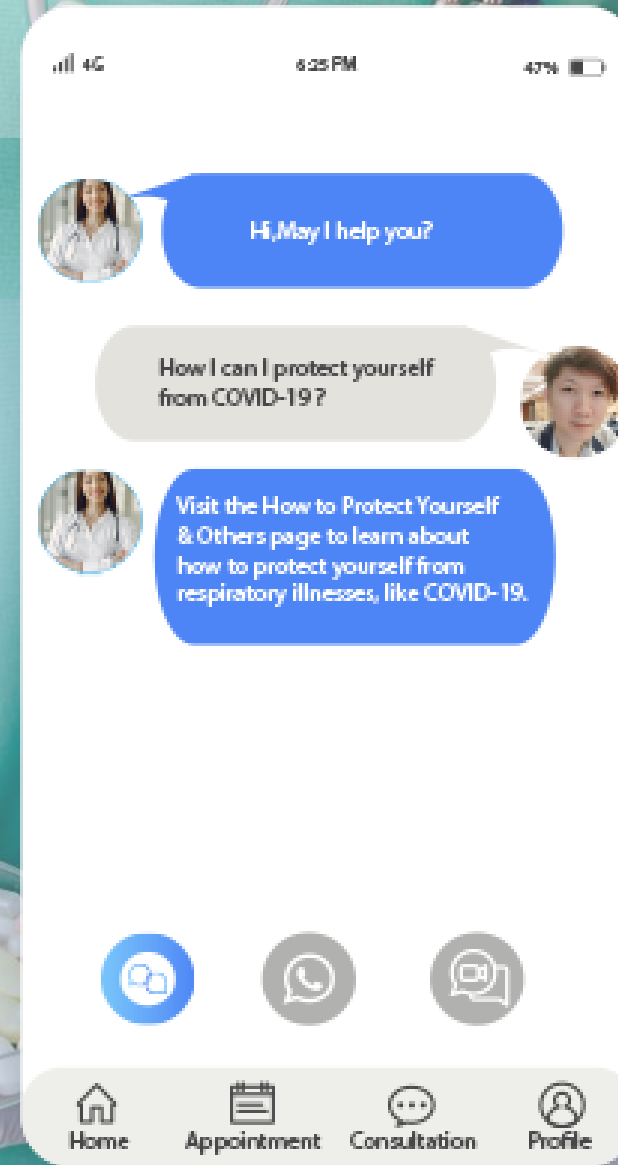 4G
6:25 PM
47%
Hi,May I help you?
How I can I protect yourself
from COVID-19 ?
Visit the How to Protect Yourself
& Others page to learn about
how to protect yourself from
respiratory illnesses, like COVID-19.
Home
Appointment
Consultation
Profile